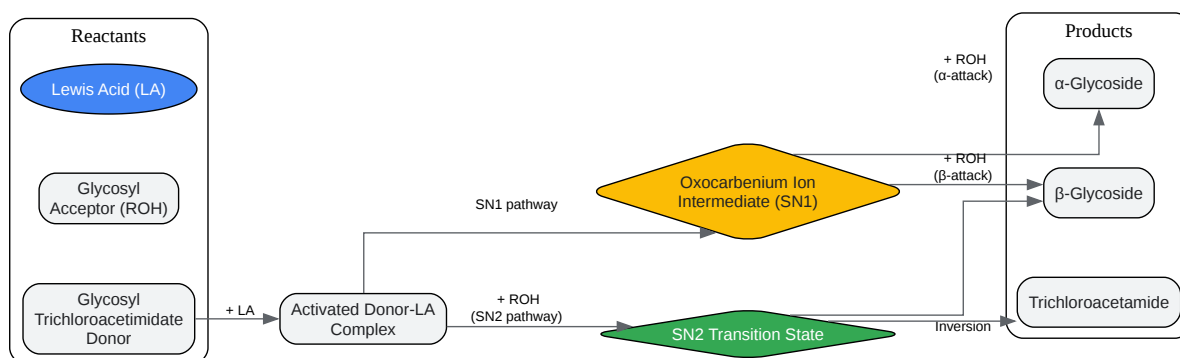 Reactants
Lewis Acid (LA)
Glycosyl
Acceptor (ROH)
Glycosyl
Trichloroacetimidate
Donor
+ LA
Activated Donor-LA
Complex
SN1 pathway
+ ROH
(SN2 pathway)
Oxocarbenium Ion
Intermediate (SN1)
SN2 Transition State
+ ROH
(α-attack)
+ ROH
(β-attack)
Inversion
Products
α-Glycoside
β-Glycoside
Trichloroacetamide